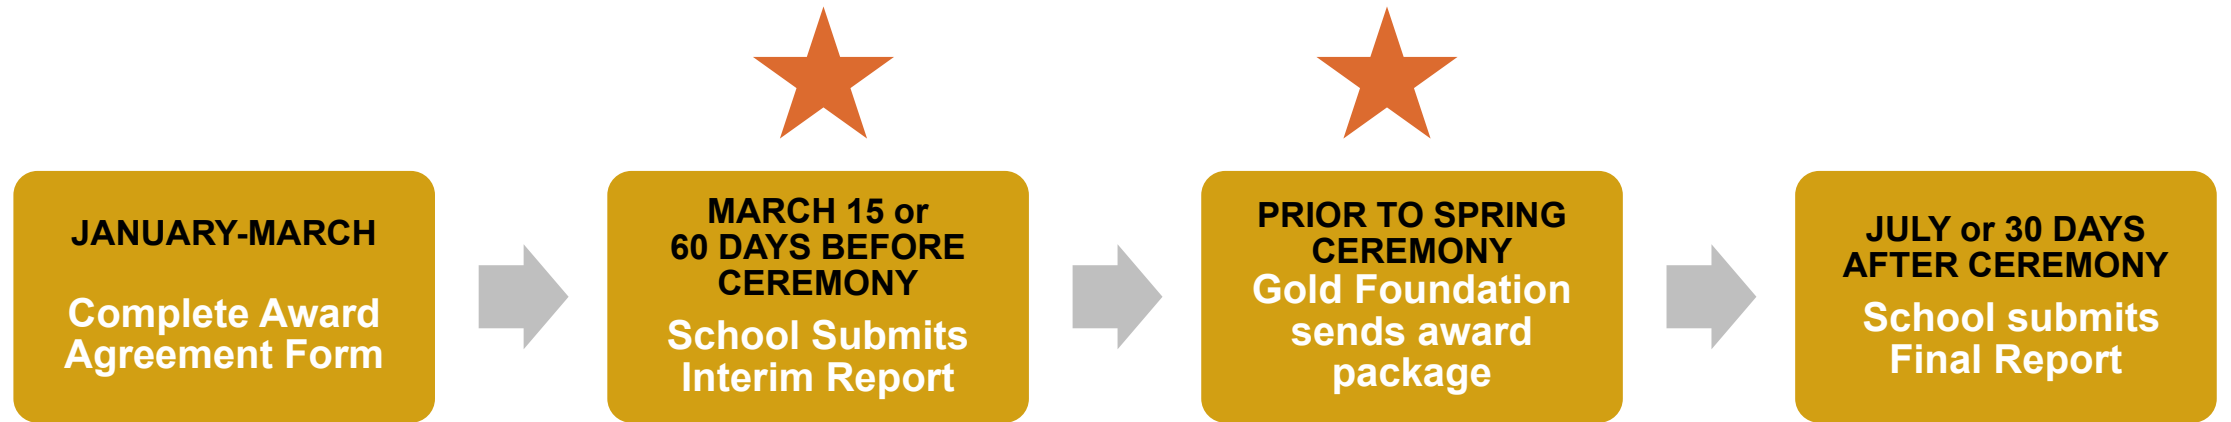 JANUARY-MARCH
Complete Award
Agreement Form
MARCH 15 or
60 DAYS BEFORE
CEREMONY
School Submits
Interim Report
PRIOR TO SPRING
CEREMONY
Gold Foundation
sends award
package
JULY or 30 DAYS
AFTER CEREMONY
School submits
Final Report